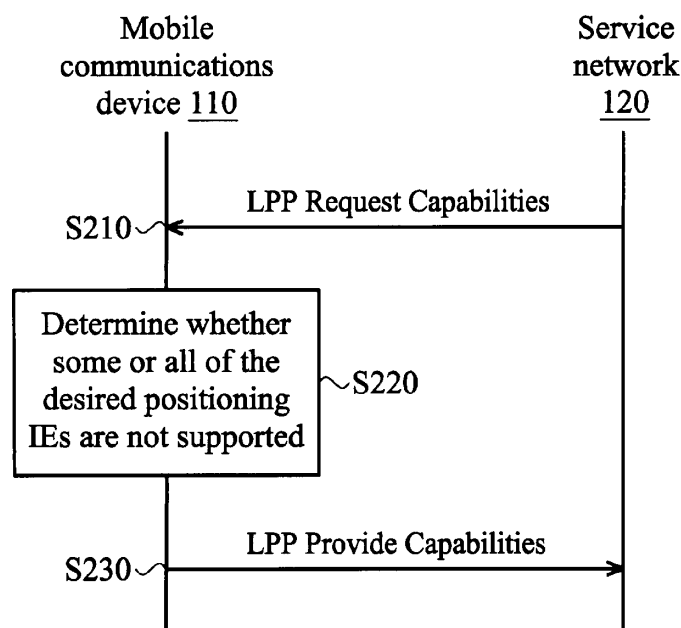 Mobile
communications
device 110
Service
network
120
LPP Request Capabilities
S210
Determine whether
some or all of the
desired positioning
IEs are not supported
S220
LPP Provide Capabilities
S230